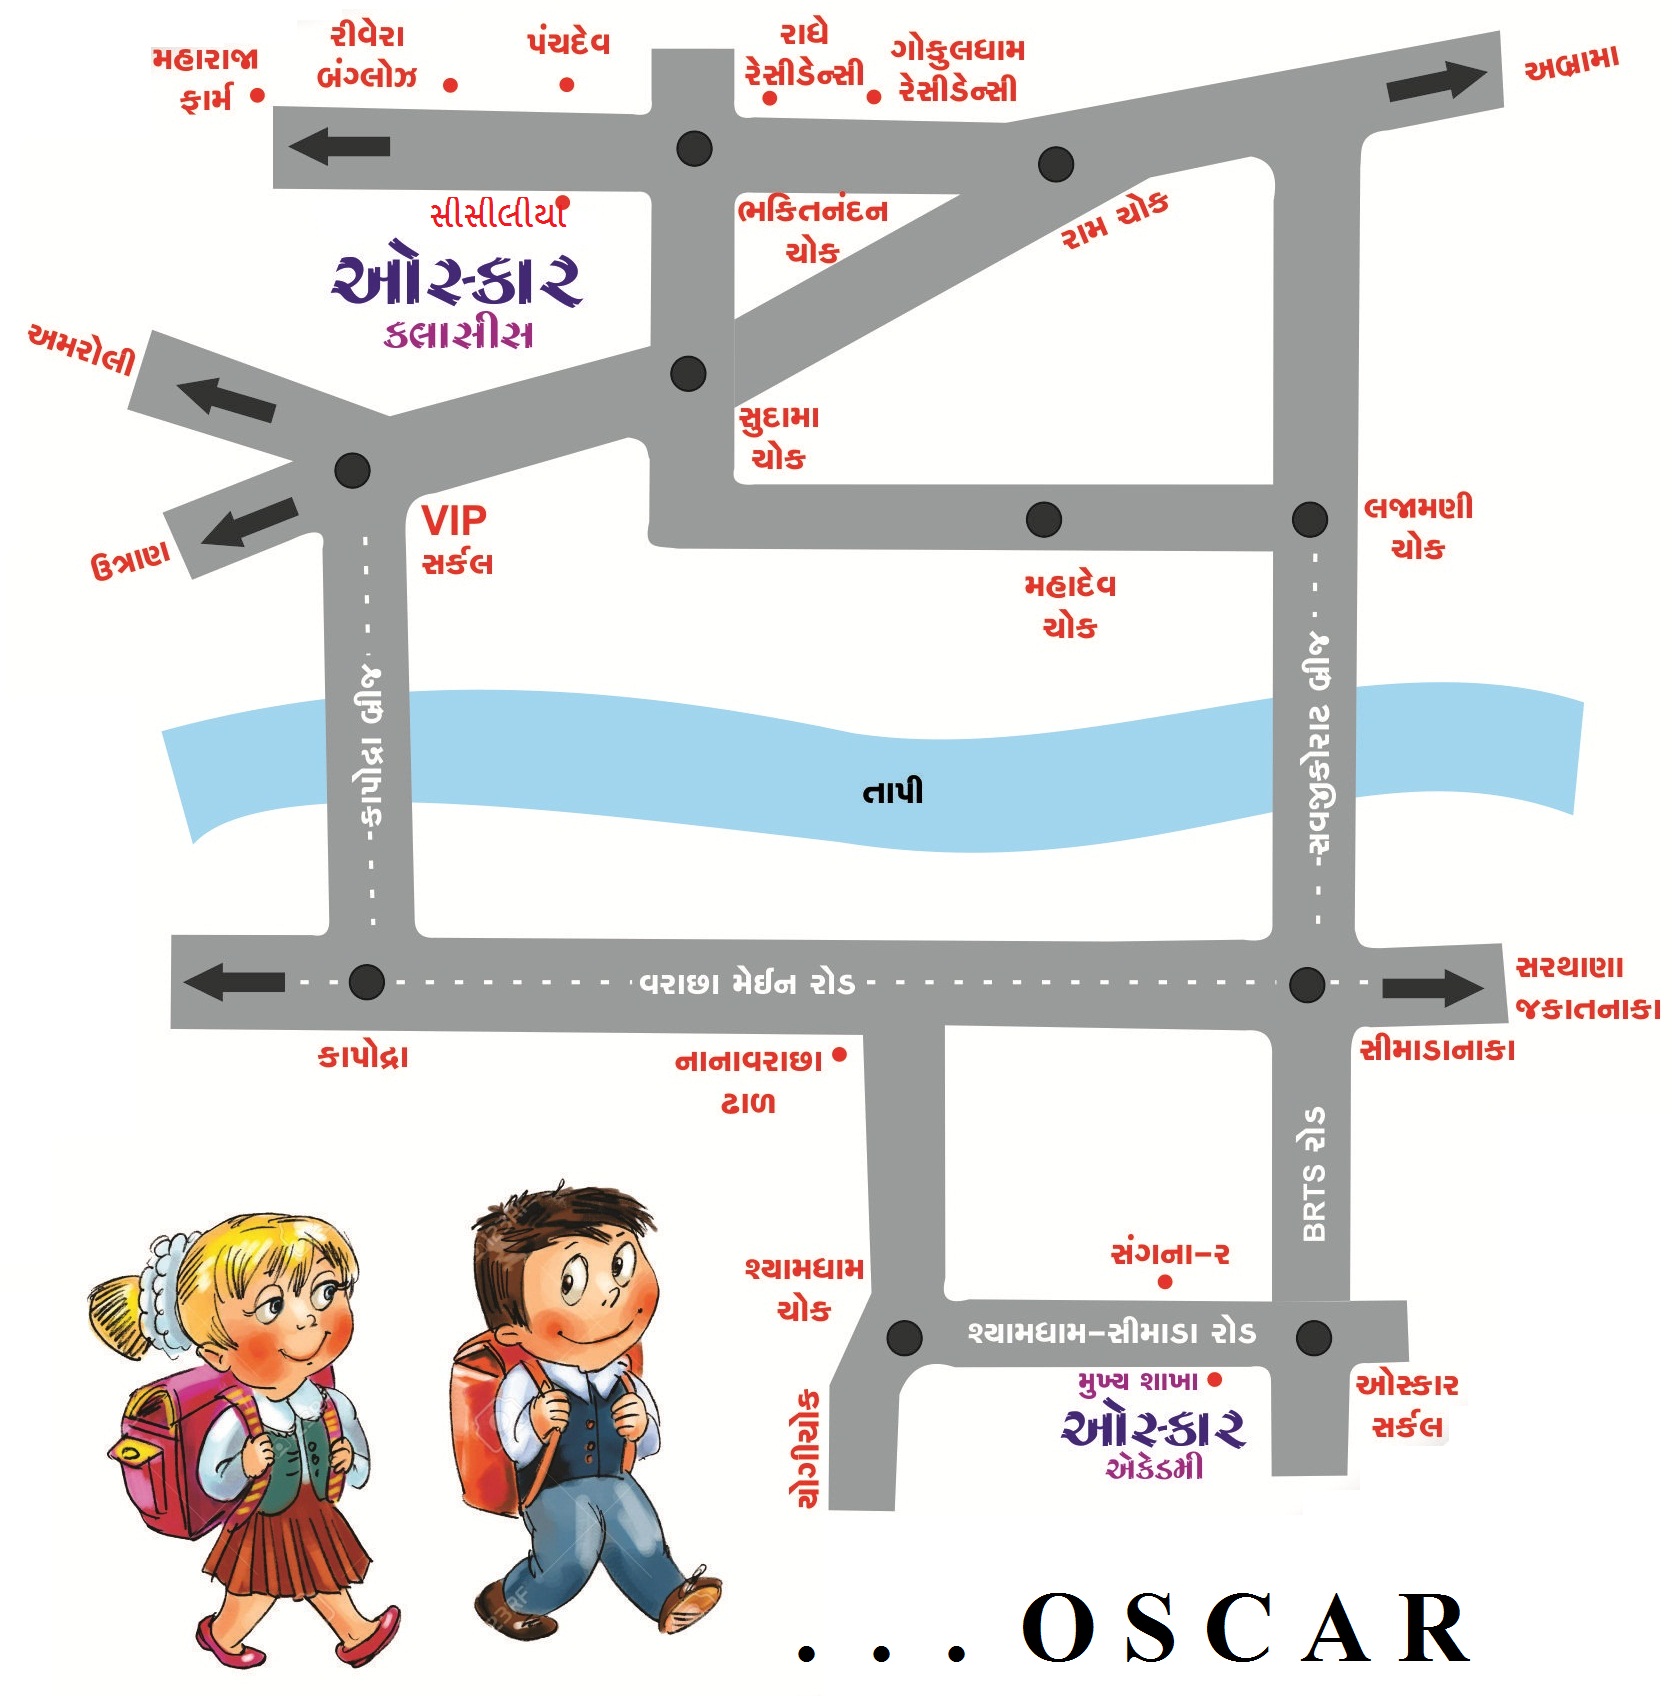 મહારાજા
ફાર્મ
રીવેરા
બંગ્લોઝ
પંચદેવ
રાધે
રેસીડેન્સી
ગોકુલધામ
રેસીડેન્સી
અબ્રામા
સીસીલીયા
ઓસ્કાર
કલાસીસ
ભકિતનંદન
ચોક
રામ ચોક
અમરોલી
ઉત્રાણ
VIP
સર્કલ
સુદામા
ચોક
લજામણી
ચોક
મહાદેવ
ચોક
કાપોદ્રા બ્રીજ
સવજીકોરાટ બ્રીજ
તાપી
વરાછા મેઈન રોડ
સરથાણા
જકાતનાકા
કાપોદ્રા
નાનાવરાછા
ઢાળ
સીમાડાનાકા
BRTS રોડ
શ્યામધામ
ચોક
સંગના-ર
શ્યામધામ-સીમાડા રોડ
યોગીચોક
મુખ્ય શાખા
ઓસ્કાર
એકેડમી
ઓસ્કાર
સર્કલ
. . . OSCAR